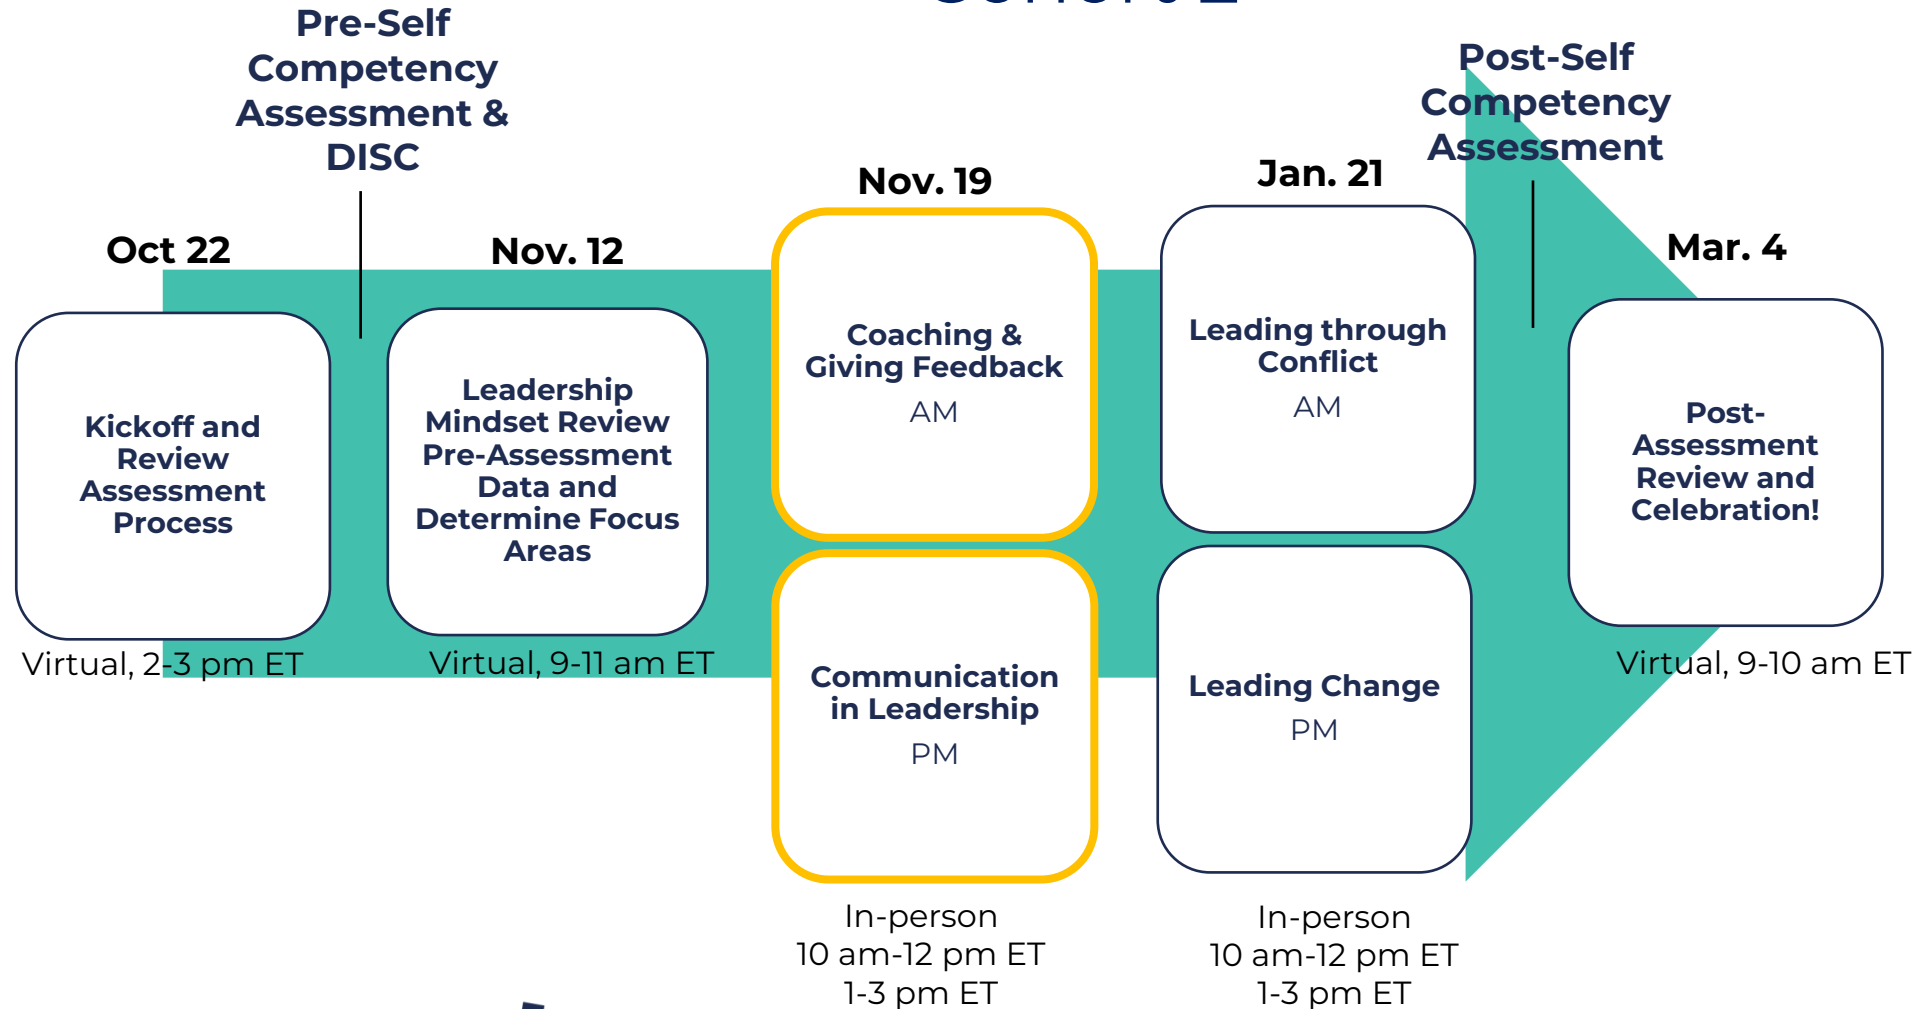 Pre-Self
Competency
Assessment &
DISC
Post-Self
Competency
Assessment
Oct 22
Kickoff and
Review
Assessment
Process
Virtual, 2-3 pm ET
Nov. 12
Leadership
Mindset Review
Pre-Assessment
Data and
Determine Focus
Areas
Virtual, 9-11 am ET
Nov. 19
Coaching &
Giving Feedback
AM
Communication
in Leadership
PM
In-person
10 am-12 pm ET
1-3 pm ET
Jan. 21
Leading through
Conflict
AM
Leading Change
PM
In-person
10 am-12 pm ET
1-3 pm ET
Mar. 4
Post-
Assessment
Review and
Celebration!
Virtual, 9-10 am ET